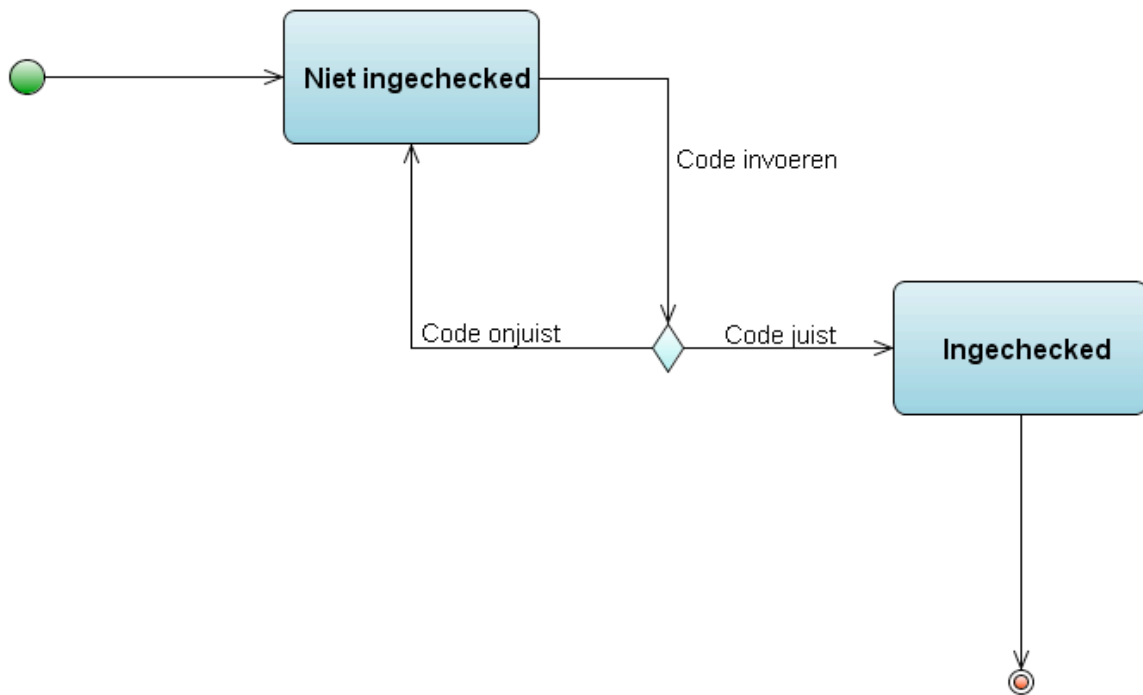 Niet ingechecked
Code invoeren
Code onjuist
Code juist
Ingechecked